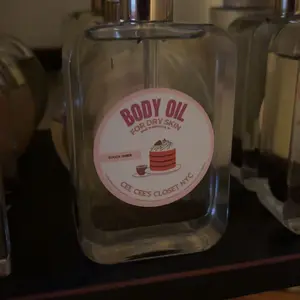 BODY OIL
FOR DRY SKIN
CEE CEE'S CLOSET NYC